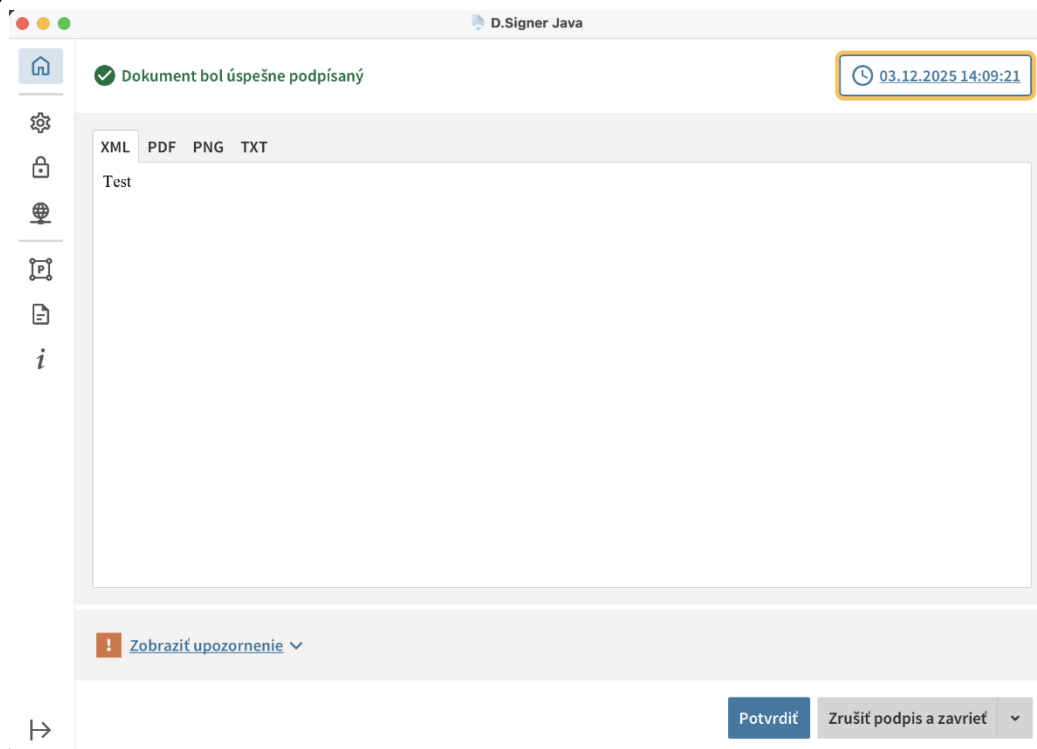 D.Signer Java
Dokument bol úspešne podpísaný
03.12.2025 14:09:21
XML PDF PNG TXT
Test
P
i
! Zobraziť upozornenie
Potvrdiť Zrušiť podpis a zavrieť